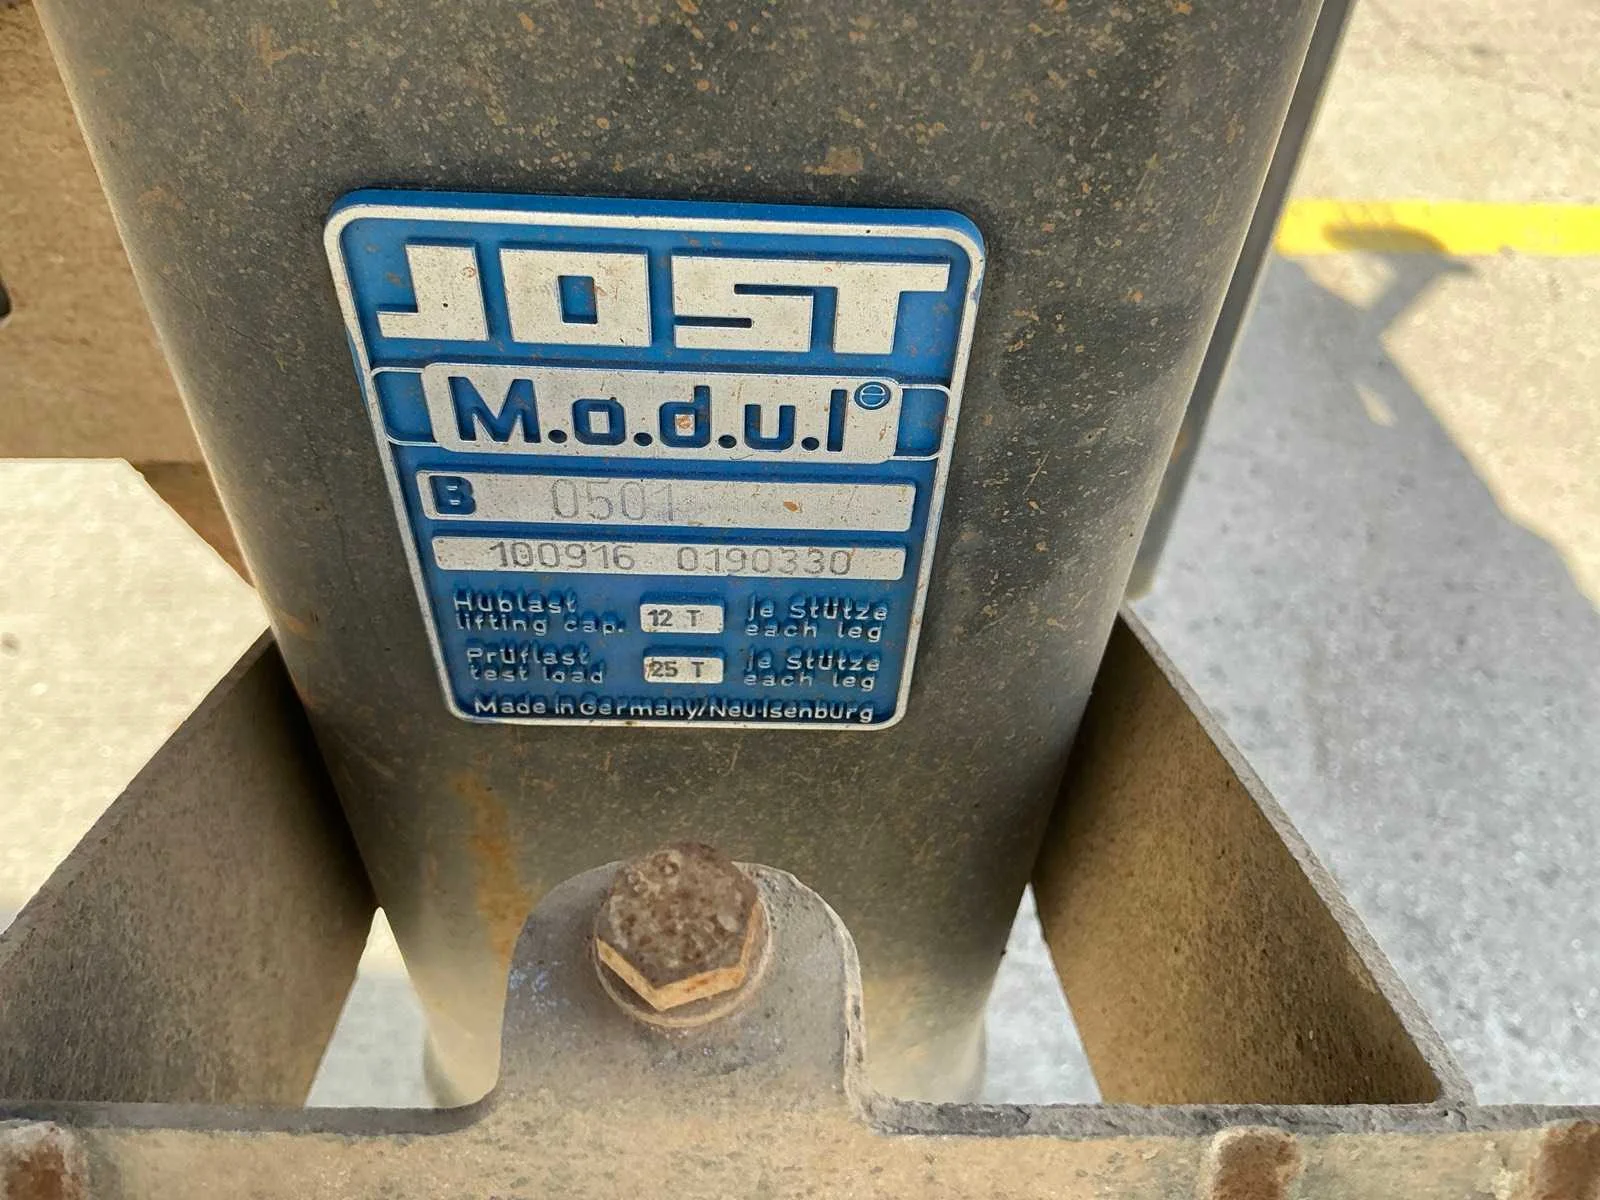 JOST
M.o.d.u.l e
B 0501
100916 0190330
Hublast 12 T je Stütze
lifting cap. each leg
Prüflast 25 T je Stütze
test load each leg
Made in Germany/Neu-Isenburg